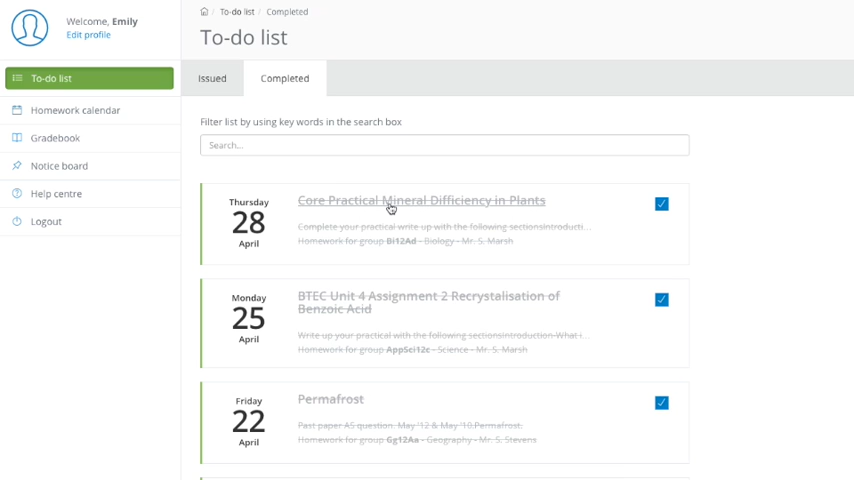 Welcome, Emily
Edit profile
To-do list
Homework calendar
Gradebook
Notice board
Help centre
Logout
To-do list / Completed
To-do list
Issued
Completed
Filter list by using key words in the search box
Search...
Thursday
28
April
Core Practical Mineral Difficiency in Plants
Complete your practical write up with the following sectionsIntroducti...
Homework for group Bi12Ad - Biology - Mr. S. Marsh
Monday
25
April
BTEC Unit 4 Assignment 2 Recrystalisation of
Benzoic Acid
Write up your practical with the following sectionsIntroduction-What i...
Homework for group AppSci12c - Science - Mr. S. Marsh
Friday
22
April
Permafrost
Past paper AS question. May '12 & May '10.Permafrost.
Homework for group Gg12Aa - Geography - Mr. S. Stevens